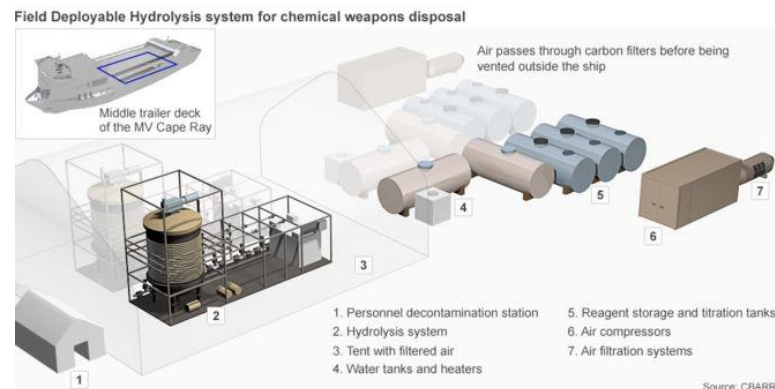 Field Deployable Hydrolysis system for chemical weapons disposal
Middle trailer deck
of the MV Cape Ray
Air passes through carbon filters before being
vented outside the ship
1
2
3
4
5
6
7
1. Personnel decontamination station
2. Hydrolysis system
3. Tent with filtered air
4. Water tanks and heaters
5. Reagent storage and titration tanks
6. Air compressors
7. Air filtration systems
Source: CBARR